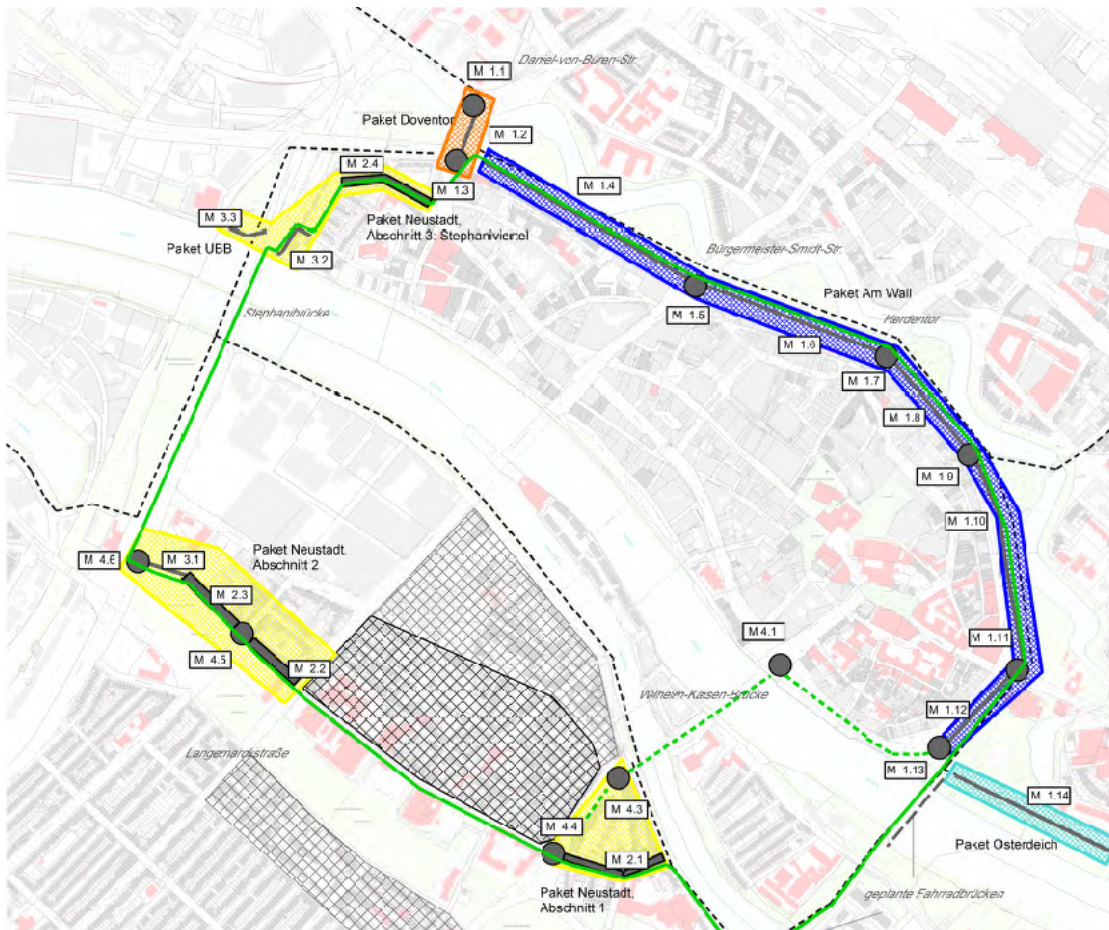 M 1.1
Daniel-von-Büren-Str.
Paket Doventor
M 1.2
M 2.4
M 1.3
M 1.4
M 3.3
Paket Neustadt,
Abschnitt 3: Stephaniviertel
Paket UBB
M 3.2
Bürgermeister-Smidt-Str.
Stephanibrücke
M 1.5
Paket Am Wall
Herdentor
M 1.6
M 1.7
M 1.8
M 1.9
M 1.10
Paket Neustadt
Abschnitt 2
M 4.6
M 3.1
M 2.3
M 4.5
M 2.2
M 4.1
M 1.11
Wilhelm-Kaisen-Brücke
M 1.12
Langemarckstraße
M 1.13
M 1.14
M 4.3
M 4.4
M 2.1
Paket Osterdeich
Paket Neustadt,
Abschnitt 1
geplante Fahrradbrücken